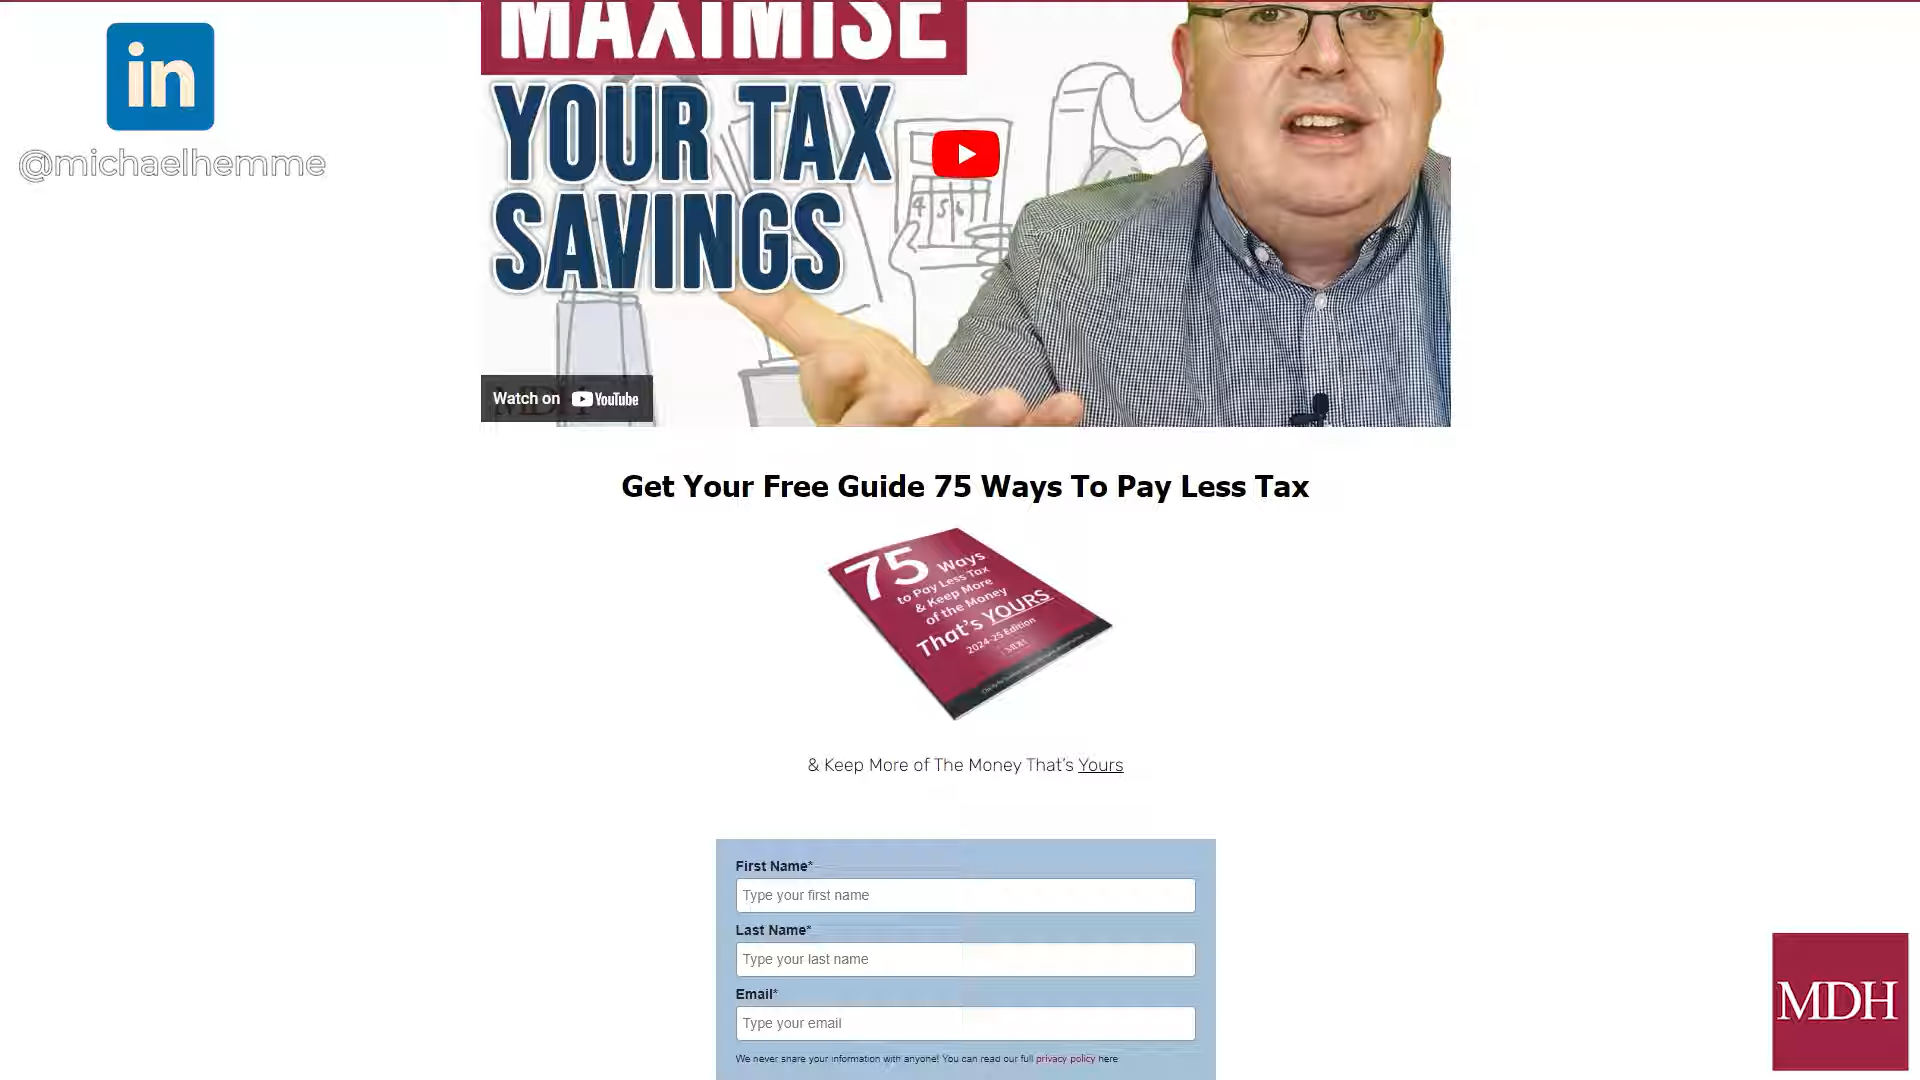 MAXIMISE
in
YOUR TAX
@michaelhemme
SAVINGS
456
Watch on YouTube
Get Your Free Guide 75 Ways To Pay Less Tax
75 Ways
to Pay Less Tax
& Keep More
of the Money
That's YOURS
2024-25 Edition
& Keep More of The Money That's Yours
First Name*
Type your first name
Last Name*
Type your last name
Email*
Type your email
We never share your information with anyone! You can read our full privacy policy here
MDH